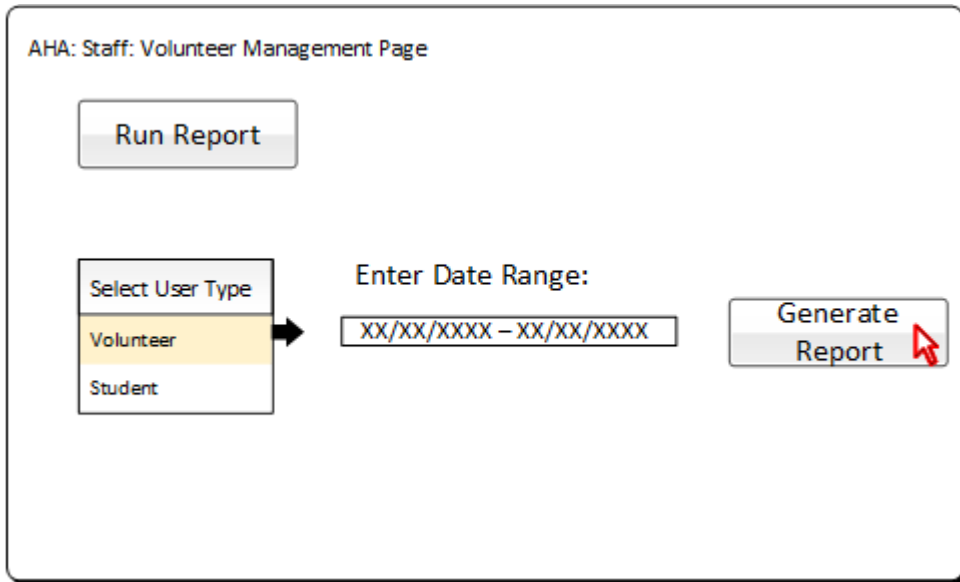 AHA: Staff: Volunteer Management Page
Run Report
Select User Type
Volunteer
Student
Enter Date Range:
XX/XX/XXXX – XX/XX/XXXX
Generate
Report